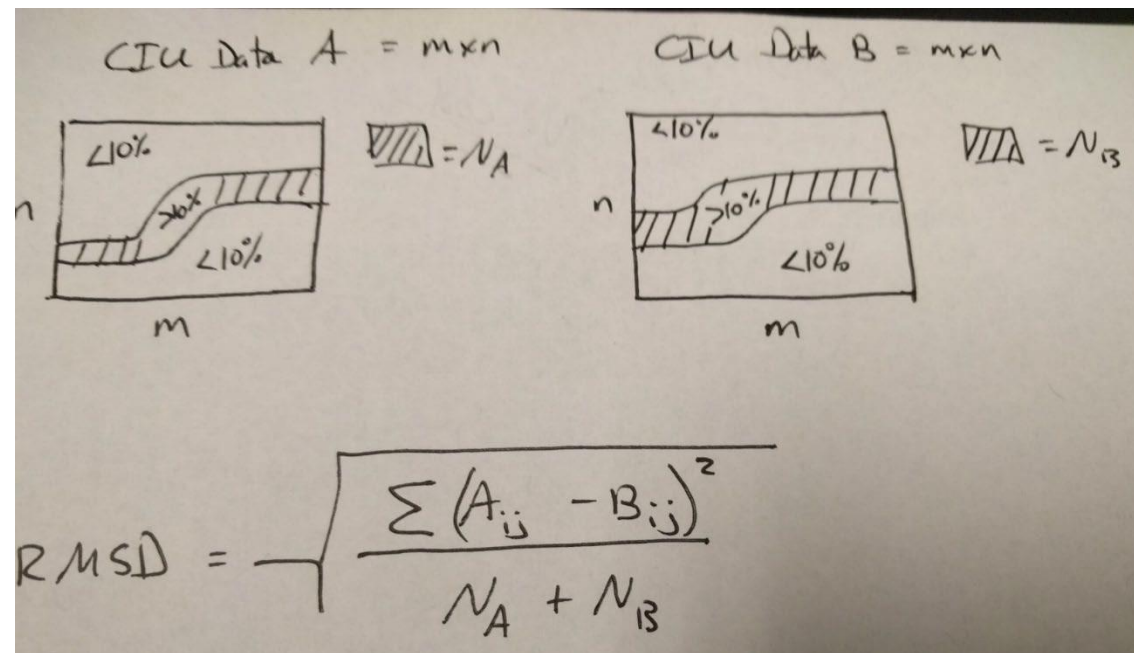 CIU Data A = m×n
CIU Data B = m×n
<10%
>10%
<10%
n
m
= N_A
<10%
>10%
<10%
n
m
= N_B
RMSD = √( Σ (A_ij - B_ij)² / (N_A + N_B) )